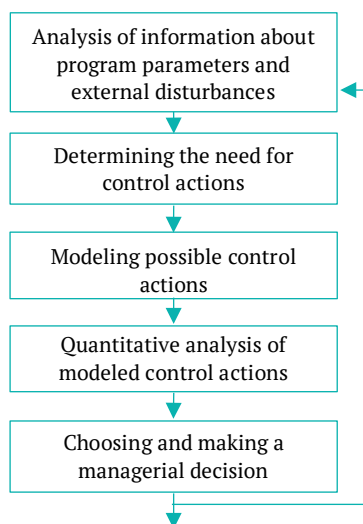 Analysis of information about
program parameters and
external disturbances
Determining the need for
control actions
Modeling possible control
actions
Quantitative analysis of
modeled control actions
Choosing and making a
managerial decision